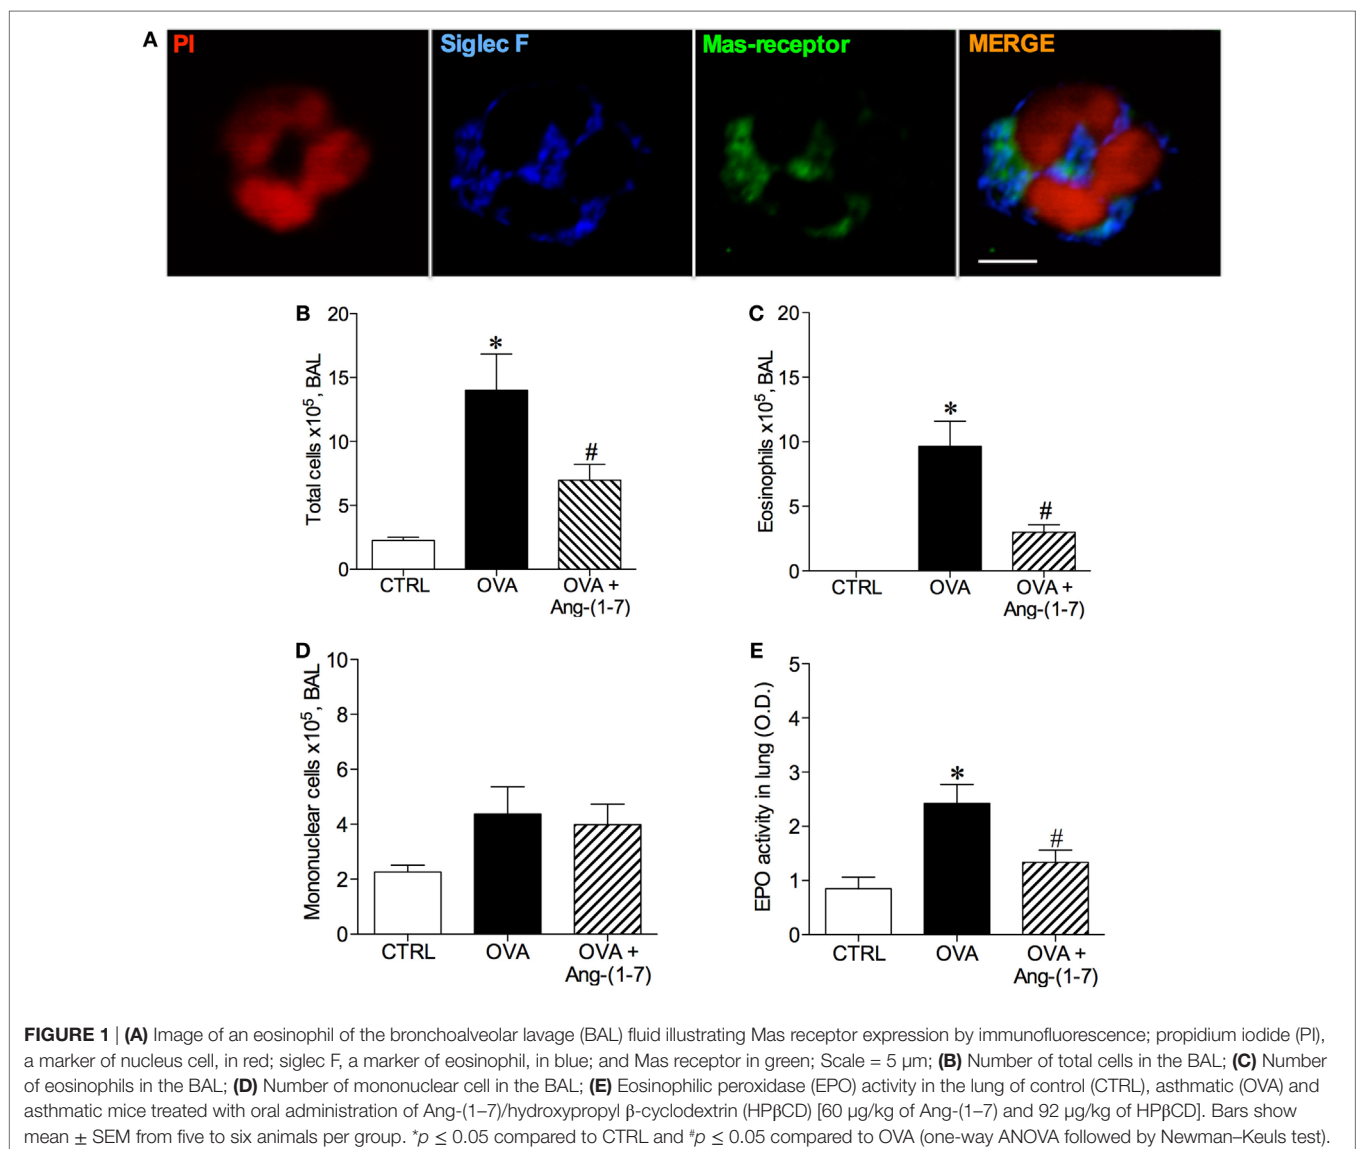 A
PI
Siglec F
Mas-receptor
MERGE
B
Total cells x10⁵, BAL
20
15
10
5
0
*
#
CTRL
OVA
OVA +
Ang-(1-7)
C
Eosinophils x10⁵, BAL
20
15
10
5
0
*
#
CTRL
OVA
OVA +
Ang-(1-7)
D
Mononuclear cells x10⁵, BAL
10
8
6
4
2
0
CTRL
OVA
OVA +
Ang-(1-7)
E
EPO activity in lung (O.D.)
5
4
3
2
1
0
*
#
CTRL
OVA
OVA +
Ang-(1-7)
FIGURE 1 | (A) Image of an eosinophil of the bronchoalveolar lavage (BAL) fluid illustrating Mas receptor expression by immunofluorescence; propidium iodide (PI),
a marker of nucleus cell, in red; siglec F, a marker of eosinophil, in blue; and Mas receptor in green; Scale = 5 µm; (B) Number of total cells in the BAL; (C) Number
of eosinophils in the BAL; (D) Number of mononuclear cell in the BAL; (E) Eosinophilic peroxidase (EPO) activity in the lung of control (CTRL), asthmatic (OVA) and
asthmatic mice treated with oral administration of Ang-(1–7)/hydroxypropyl β-cyclodextrin (HPβCD) [60 µg/kg of Ang-(1–7) and 92 µg/kg of HPβCD]. Bars show
mean ± SEM from five to six animals per group. *p ≤ 0.05 compared to CTRL and #p ≤ 0.05 compared to OVA (one-way ANOVA followed by Newman–Keuls test).